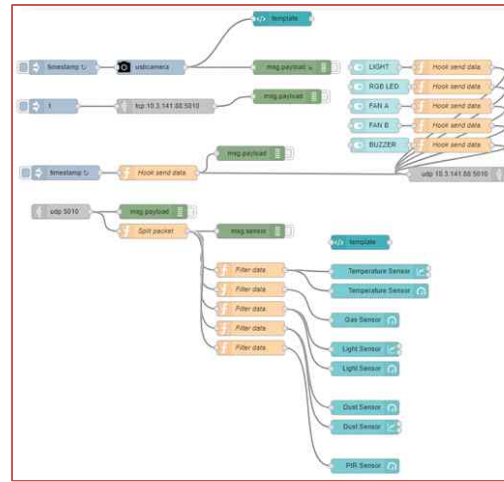 template
timestamp ↻
usbcamera
msg.payload
LIGHT
Hook send data
RGB LED
Hook send data
msg.payload
1
tcp 10.3.141.88:5010
FAN A
Hook send data
FAN B
Hook send data
BUZZER
Hook send data
msg.payload
timestamp ↻
Hook send data
udp 10.3.141.88:5010
udp 5010
msg.payload
Split packet
msg.sensor
template
Filter data
Temperature Sensor
Filter data
Temperature Sensor
Filter data
Gas Sensor
Filter data
Light Sensor
Filter data
Light Sensor
Dust Sensor
Dust Sensor
PIR Sensor